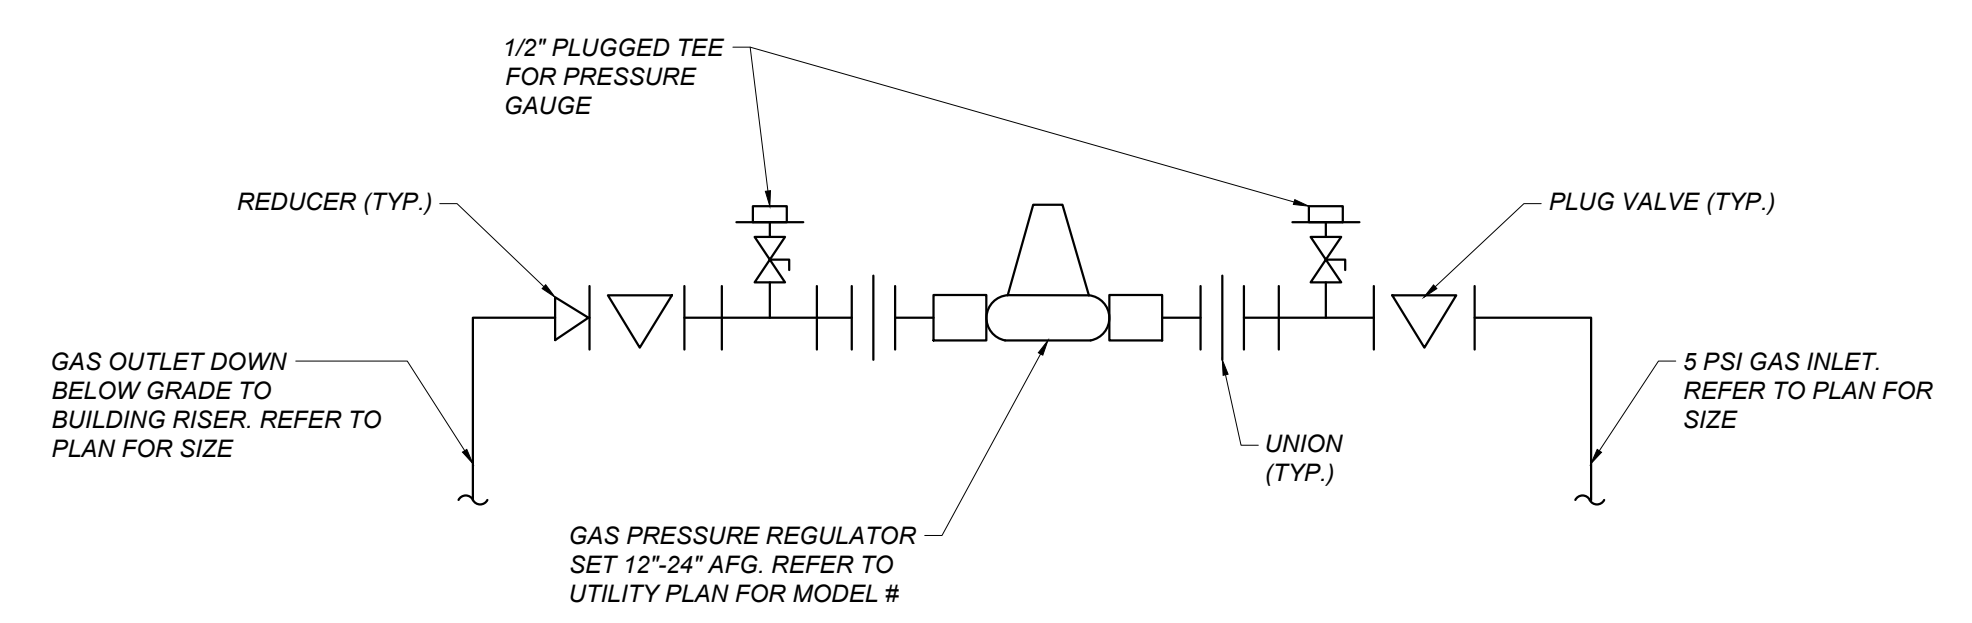 1/2" PLUGGED TEE
FOR PRESSURE
GAUGE
REDUCER (TYP.)
PLUG VALVE (TYP.)
GAS OUTLET DOWN
BELOW GRADE TO
BUILDING RISER. REFER TO
PLAN FOR SIZE
5 PSI GAS INLET.
REFER TO PLAN FOR
SIZE
UNION
(TYP.)
GAS PRESSURE REGULATOR
SET 12"-24" AFG. REFER TO
UTILITY PLAN FOR MODEL #